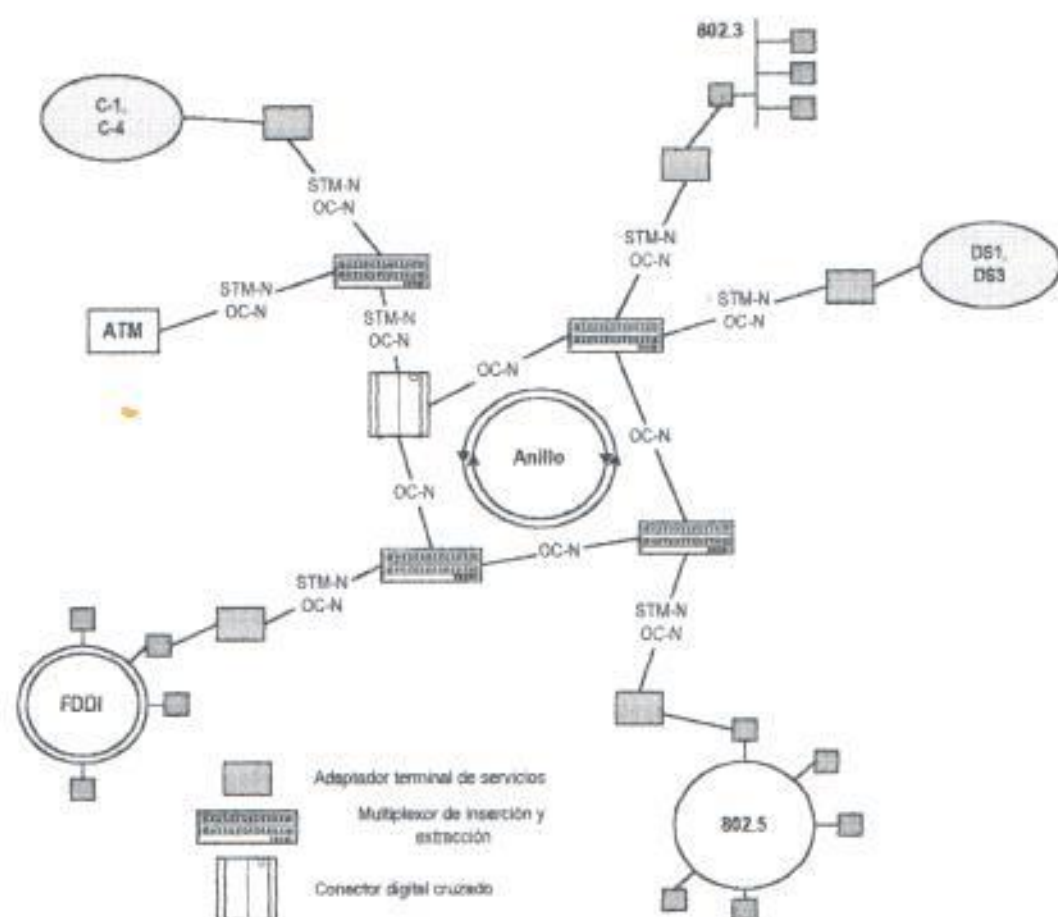 802.3
C-1,
C-4
STM-N
OC-N
STM-N
OC-N
DS1,
DS3
STM-N
OC-N
ATM
STM-N
OC-N
STM-N
OC-N
OC-N
OC-N
Anillo
OC-N
OC-N
STM-N
OC-N
STM-N
OC-N
FDDI
802.5
Adaptador terminal de servicios
Multiplexor de inserción y
extracción
Conector digital cruzado